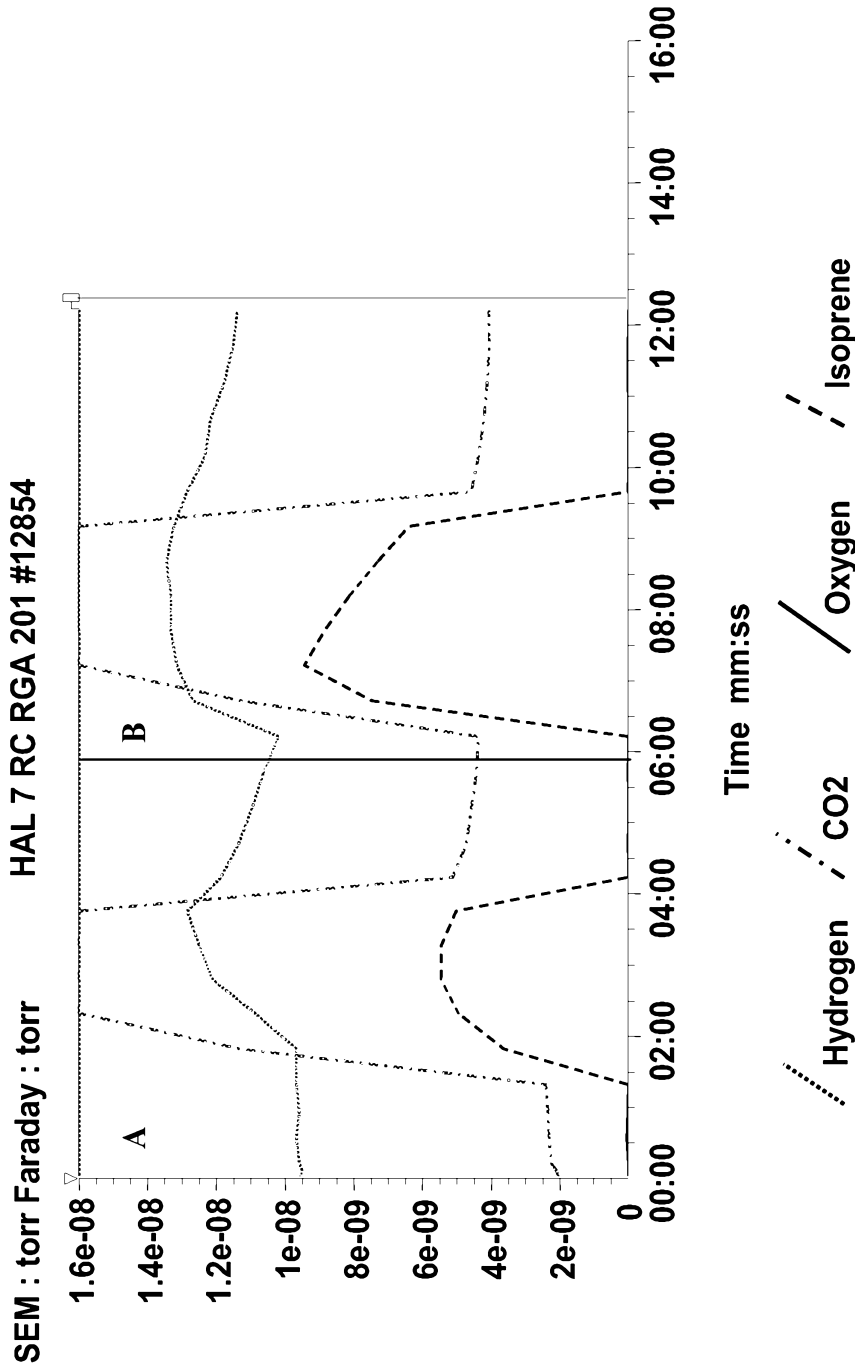 SEM : torr Faraday : torr HAL 7 RC RGA 201 #12854
1.6e-08
1.4e-08
1.2e-08
1e-08
8e-09
6e-09
4e-09
2e-09
0
A
B
00:00 02:00 04:00 06:00 08:00 10:00 12:00 14:00 16:00
Time mm:ss
Hydrogen CO2 Oxygen Isoprene